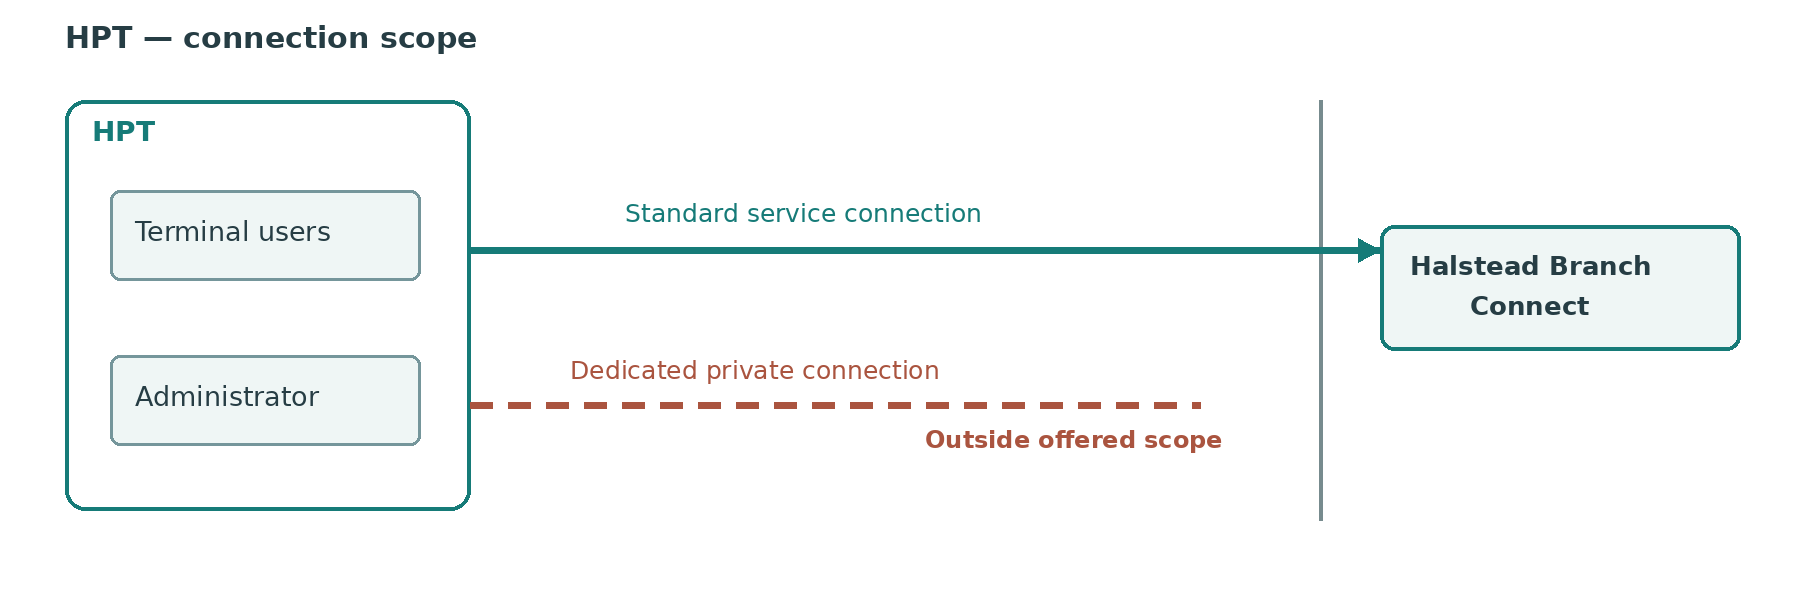 HPT — connection scope
HPT
Terminal users
Standard service connection
Halstead Branch
Connect
Administrator
Dedicated private connection
Outside offered scope